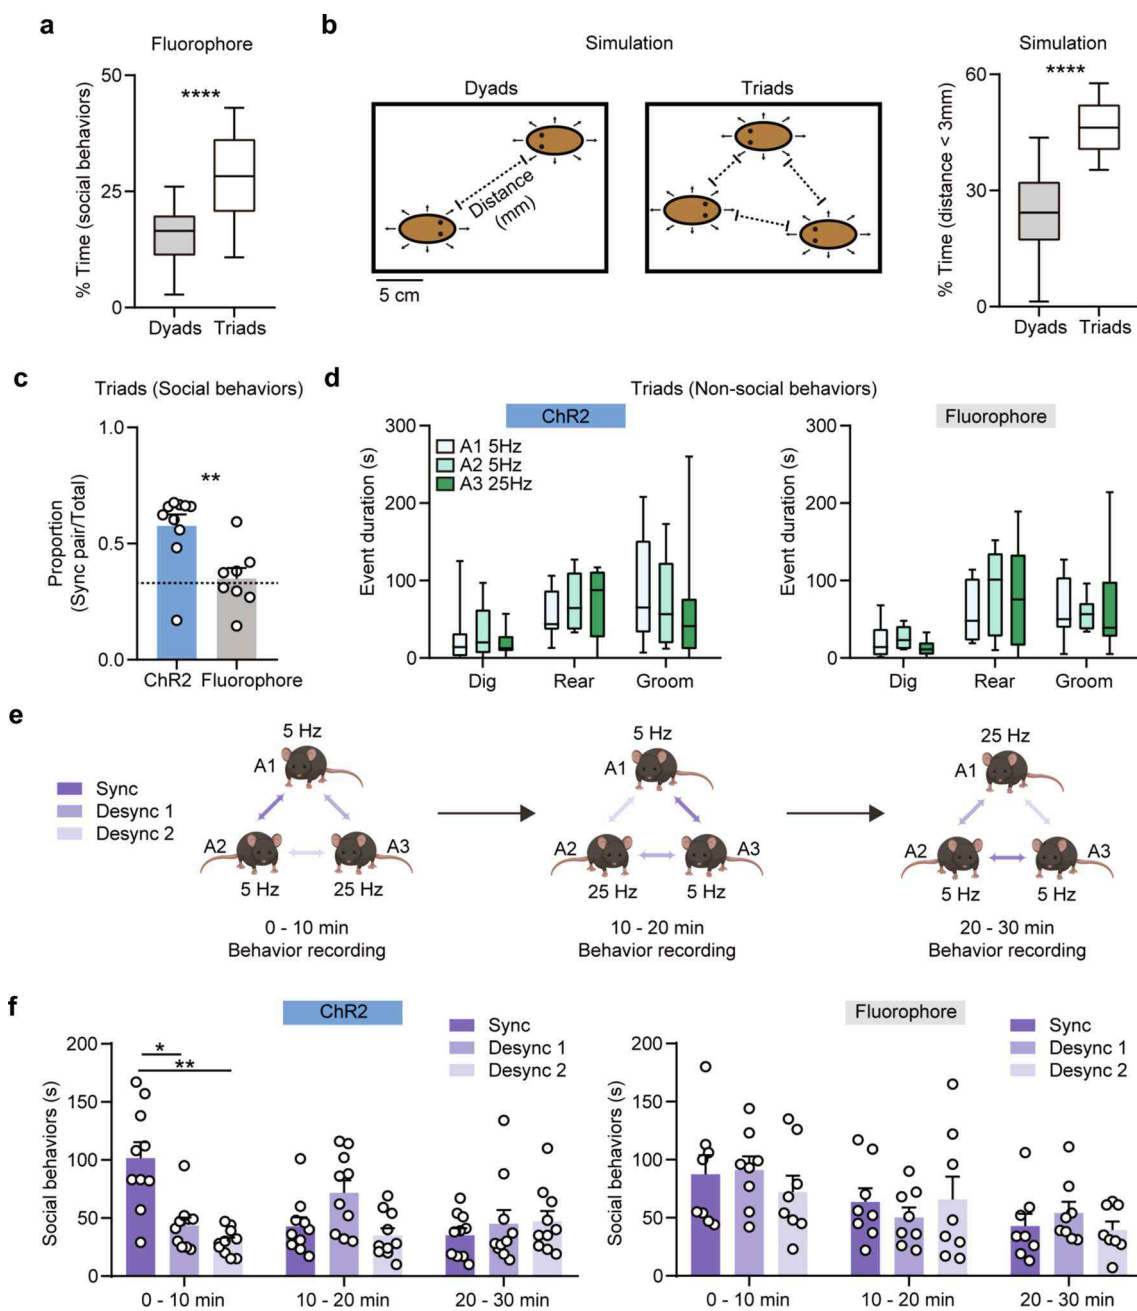 a
Fluorophore
% Time (social behaviors)
50
25
0
****
Dyads
Triads
b
Simulation
Dyads
Triads
Distance
(mm)
5 cm
Simulation
% Time (distance < 3mm)
60
30
0
****
Dyads
Triads
c
Triads (Social behaviors)
Proportion
(Sync pair/Total)
1.0
0.5
0.0
**
ChR2
Fluorophore
d
Triads (Non-social behaviors)
ChR2
Event duration (s)
300
200
100
0
A1 5Hz
A2 5Hz
A3 25Hz
Dig
Rear
Groom
Fluorophore
Event duration (s)
300
200
100
0
Dig
Rear
Groom
e
Sync
Desync 1
Desync 2
5 Hz
A1
A2
A3
5 Hz
25 Hz
0 - 10 min
Behavior recording
5 Hz
A1
A2
A3
25 Hz
5 Hz
10 - 20 min
Behavior recording
25 Hz
A1
A2
A3
5 Hz
5 Hz
20 - 30 min
Behavior recording
f
ChR2
Sync
Desync 1
Desync 2
Social behaviors (s)
200
150
100
50
0
*
**
0 - 10 min
10 - 20 min
20 - 30 min
Fluorophore
Sync
Desync 1
Desync 2
Social behaviors (s)
200
150
100
50
0
0 - 10 min
10 - 20 min
20 - 30 min